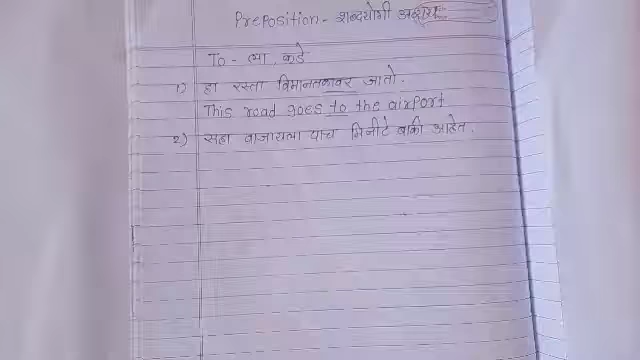 Preposition - शब्दयोगी अव्यय
To - ला, कडे
1) हा रस्ता विमानतळावर जातो.
This road goes to the airport
2) सहा वाजायला पाच मिनीटे बाकी आहेत.